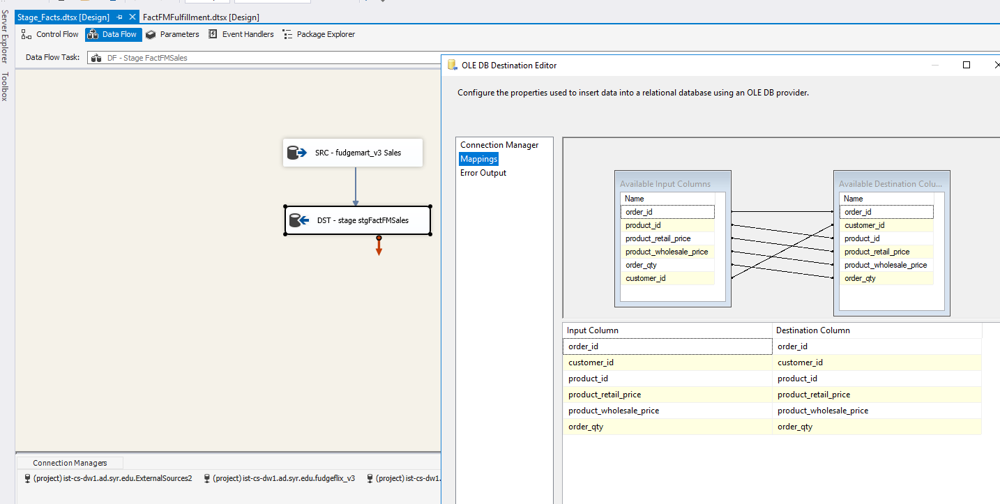 Server Explorer
Toolbox
Stage_Facts.dtsx [Design]
FactFMFulfillment.dtsx [Design]
Control Flow
Data Flow
Parameters
Event Handlers
Package Explorer
Data Flow Task:
DF - Stage FactFMSales
SRC - fudgemart_v3 Sales
DST - stage stgFactFMSales
Connection Managers
(project) ist-cs-dw1.ad.syr.edu.ExternalSources2
(project) ist-cs-dw1.ad.syr.edu.fudgeflix_v3
(project) ist-cs-dw1.
OLE DB Destination Editor
Configure the properties used to insert data into a relational database using an OLE DB provider.
Connection Manager
Mappings
Error Output
Available Input Columns
Name
order_id
product_id
product_retail_price
product_wholesale_price
order_qty
customer_id
Available Destination Colu...
Name
order_id
customer_id
product_id
product_retail_price
product_wholesale_price
order_qty
Input Column Destination Column
order_id order_id
customer_id customer_id
product_id product_id
product_retail_price product_retail_price
product_wholesale_price product_wholesale_price
order_qty order_qty